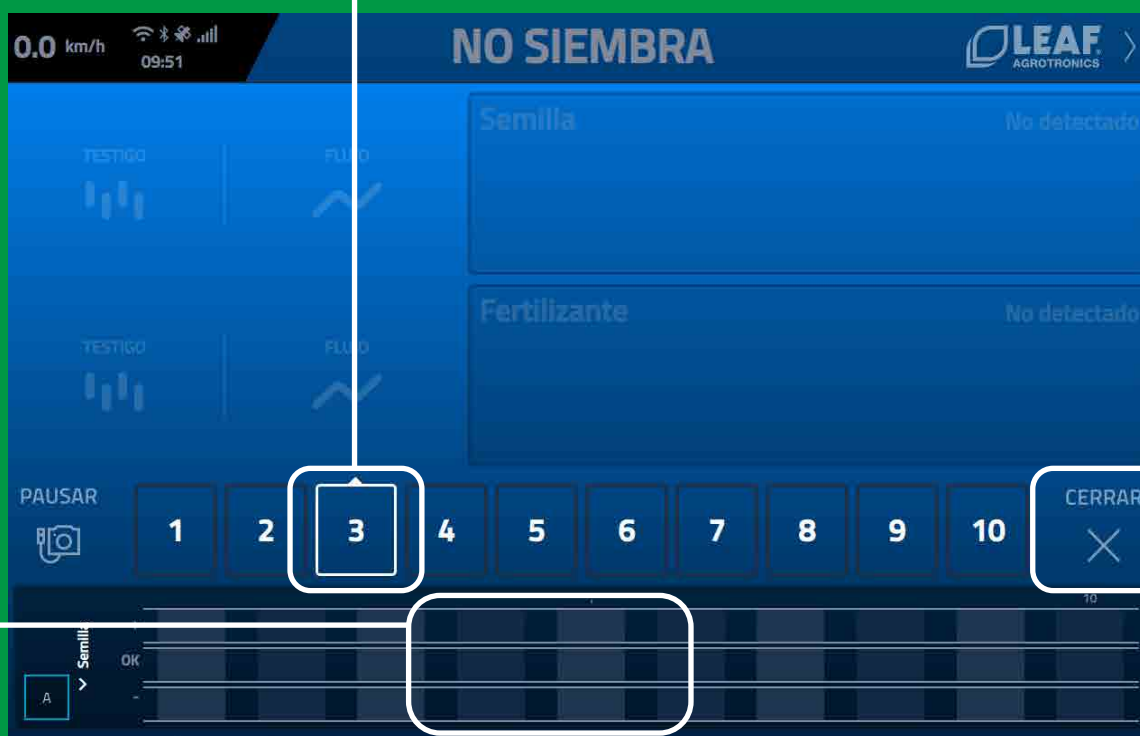 0.0 km/h
09:51
NO SIEMBRA
LEAF
AGROTRONICS
Semilla
No detectado
TESTIGO
FLUJO
Fertilizante
No detectado
TESTIGO
FLUJO
PAUSAR
1 2 3 4 5 6 7 8 9 10
CERRAR
10
Semilla
OK
-
A